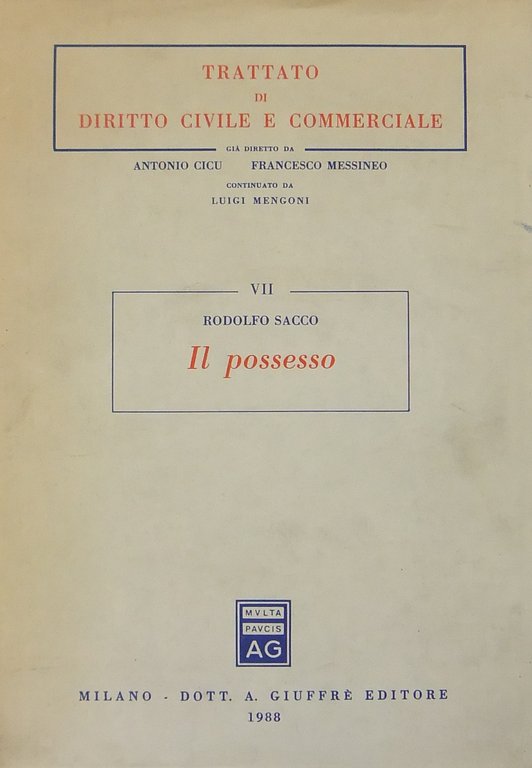 TRATTATO
DI
DIRITTO CIVILE E COMMERCIALE
GIÀ DIRETTO DA
ANTONIO CICU FRANCESCO MESSINEO
CONTINUATO DA
LUIGI MENGONI
VII
RODOLFO SACCO
Il possesso
MVLTA
PAVCIS
AG
MILANO - DOTT. A. GIUFFRÈ EDITORE
1988